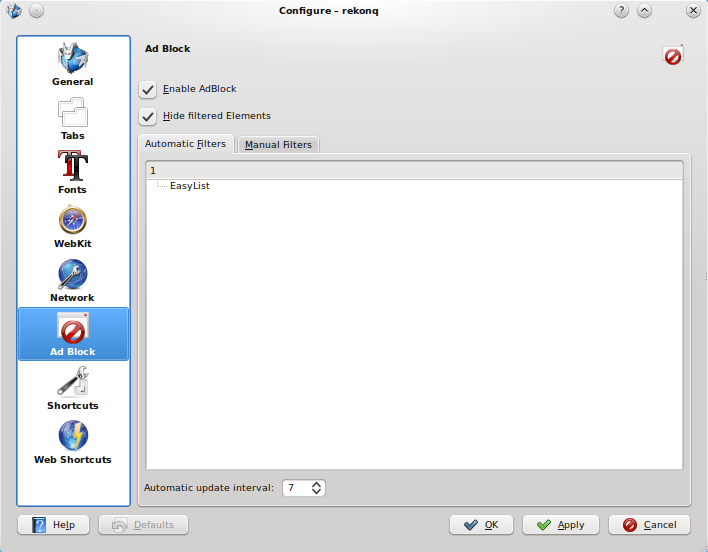 Configure – rekonq
General
Tabs
Fonts
WebKit
Network
Ad Block
Shortcuts
Web Shortcuts
Ad Block
Enable AdBlock
Hide filtered Elements
Automatic Filters
Manual Filters
1
EasyList
Automatic update interval: 7
Help
Defaults
OK
Apply
Cancel